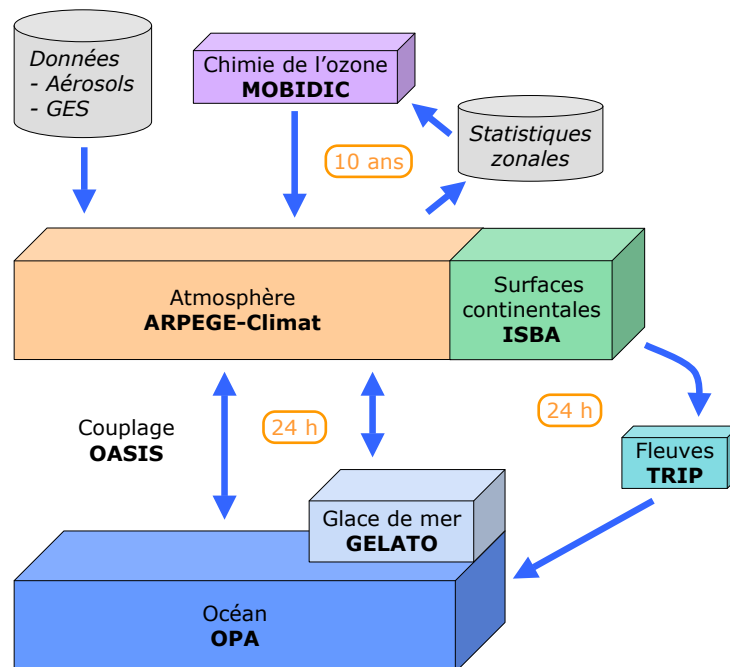 Données
- Aérosols
- GES
Chimie de l’ozone
MOBIDIC
Statistiques
zonales
10 ans
Atmosphère
ARPEGE-Climat
Surfaces
continentales
ISBA
Couplage
OASIS
24 h
24 h
Fleuves
TRIP
Glace de mer
GELATO
Océan
OPA